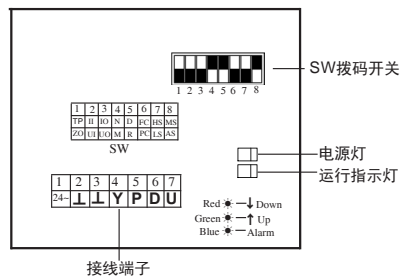 SW拨码开关
1 2 3 4 5 6 7 8
1 2 3 4 5 6 7 8
TP II IO N D FC HS MS
ZO UI UO M R PC LS AS
SW
电源灯
运行指示灯
1 2 3 4 5 6 7
24~ ⊥ ⊥ Y P D U
Red ↓ Down
Green ↑ Up
Blue Alarm
接线端子